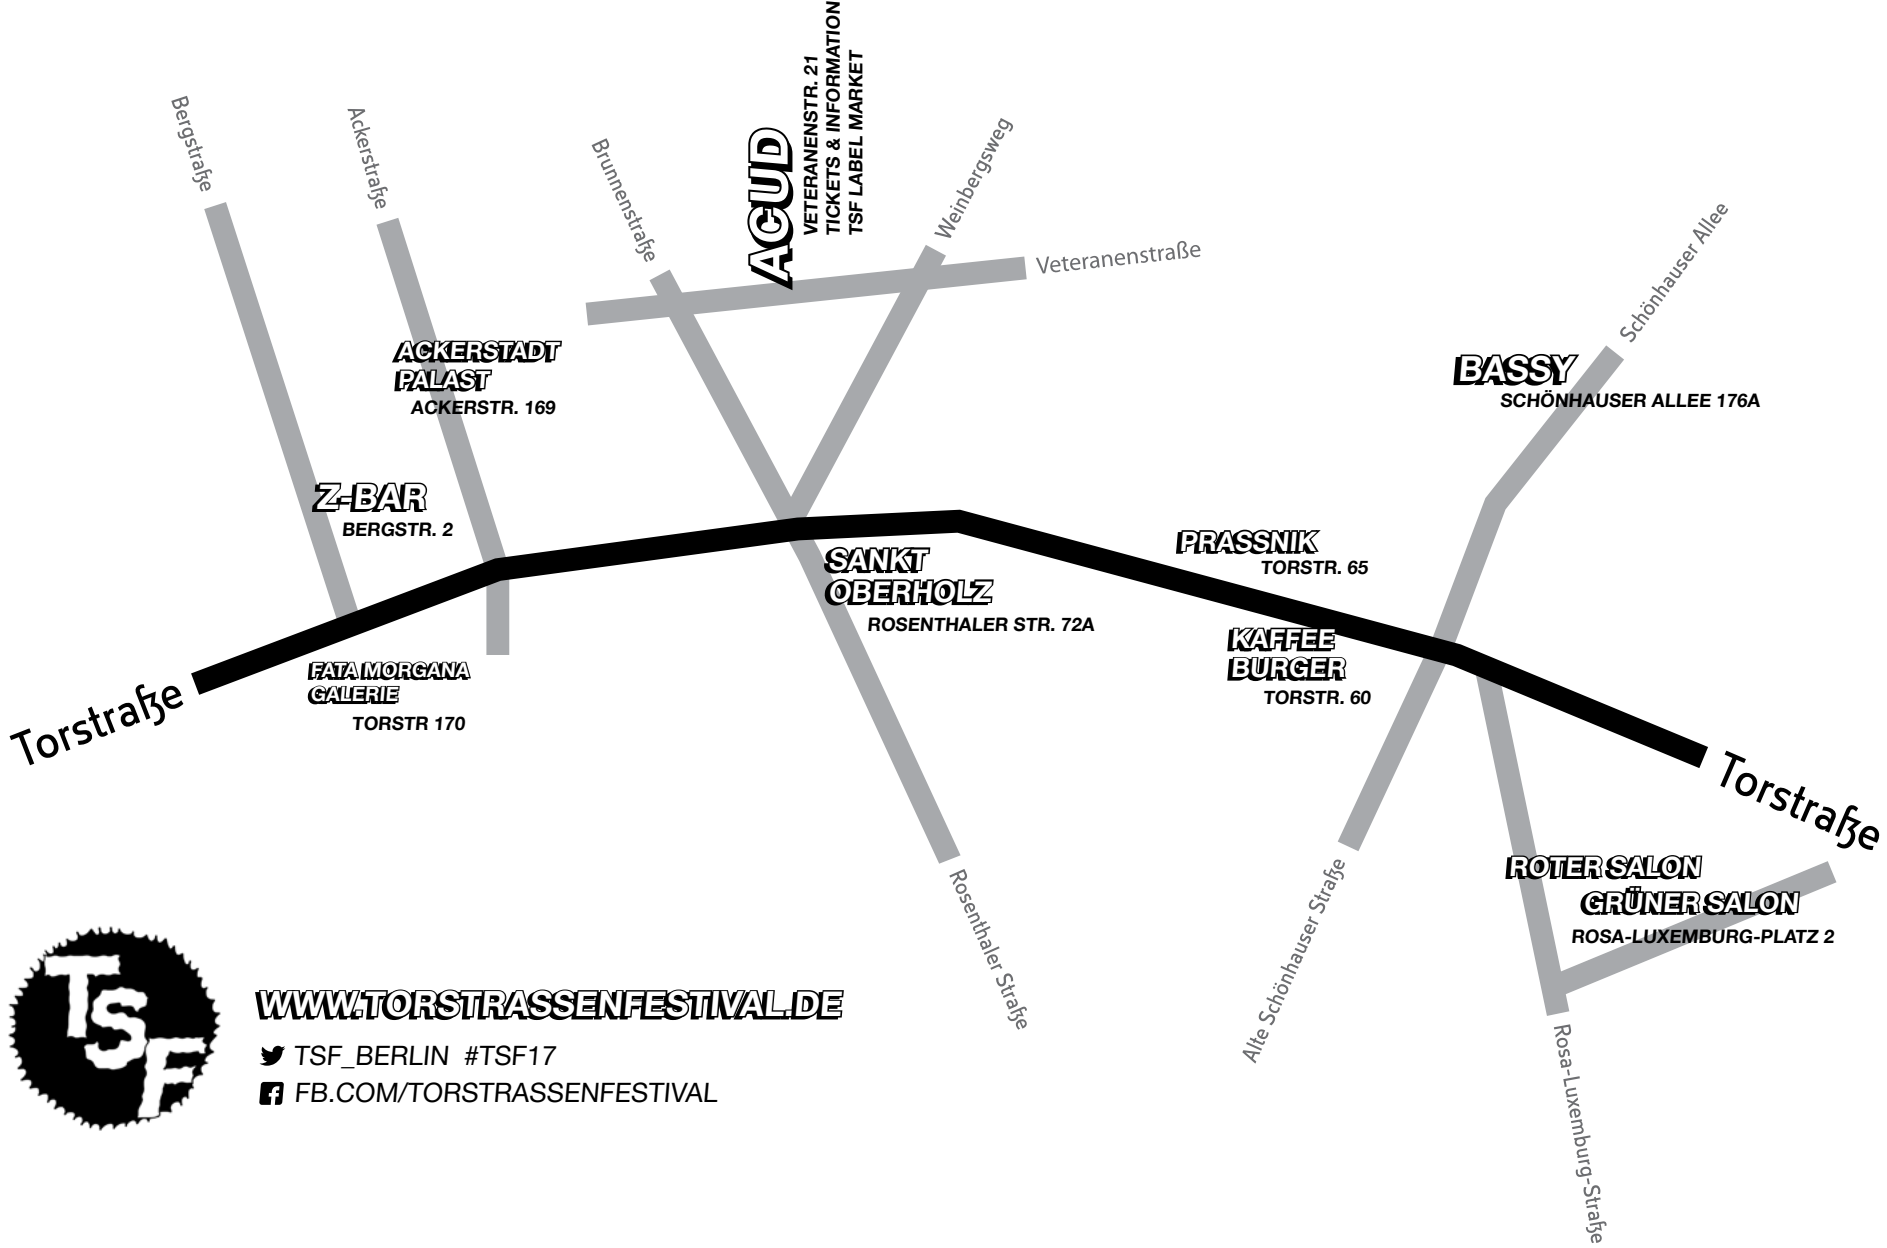 Bergstraße
Ackerstraße
Brunnenstraße
ACUD
VETERANENSTR. 21
TICKETS & INFORMATION
TSF LABEL MARKET
Weinbergsweg
Veteranenstraße
Schönhauser Allee
ACKERSTADT
PALAST
ACKERSTR. 169
BASSY
SCHÖNHAUSER ALLEE 176A
Z-BAR
BERGSTR. 2
SANKT
OBERHOLZ
ROSENTHALER STR. 72A
PRASSNIK
TORSTR. 65
KAFFEE
BURGER
TORSTR. 60
FATA MORGANA
GALERIE
TORSTR 170
Torstraße
Torstraße
ROTER SALON
GRÜNER SALON
ROSA-LUXEMBURG-PLATZ 2
Rosenthaler Straße
Alte Schönhauser Straße
Rosa-Luxemburg-Straße
TSF
WWW.TORSTRASSENFESTIVAL.DE
TSF_BERLIN #TSF17
FB.COM/TORSTRASSENFESTIVAL